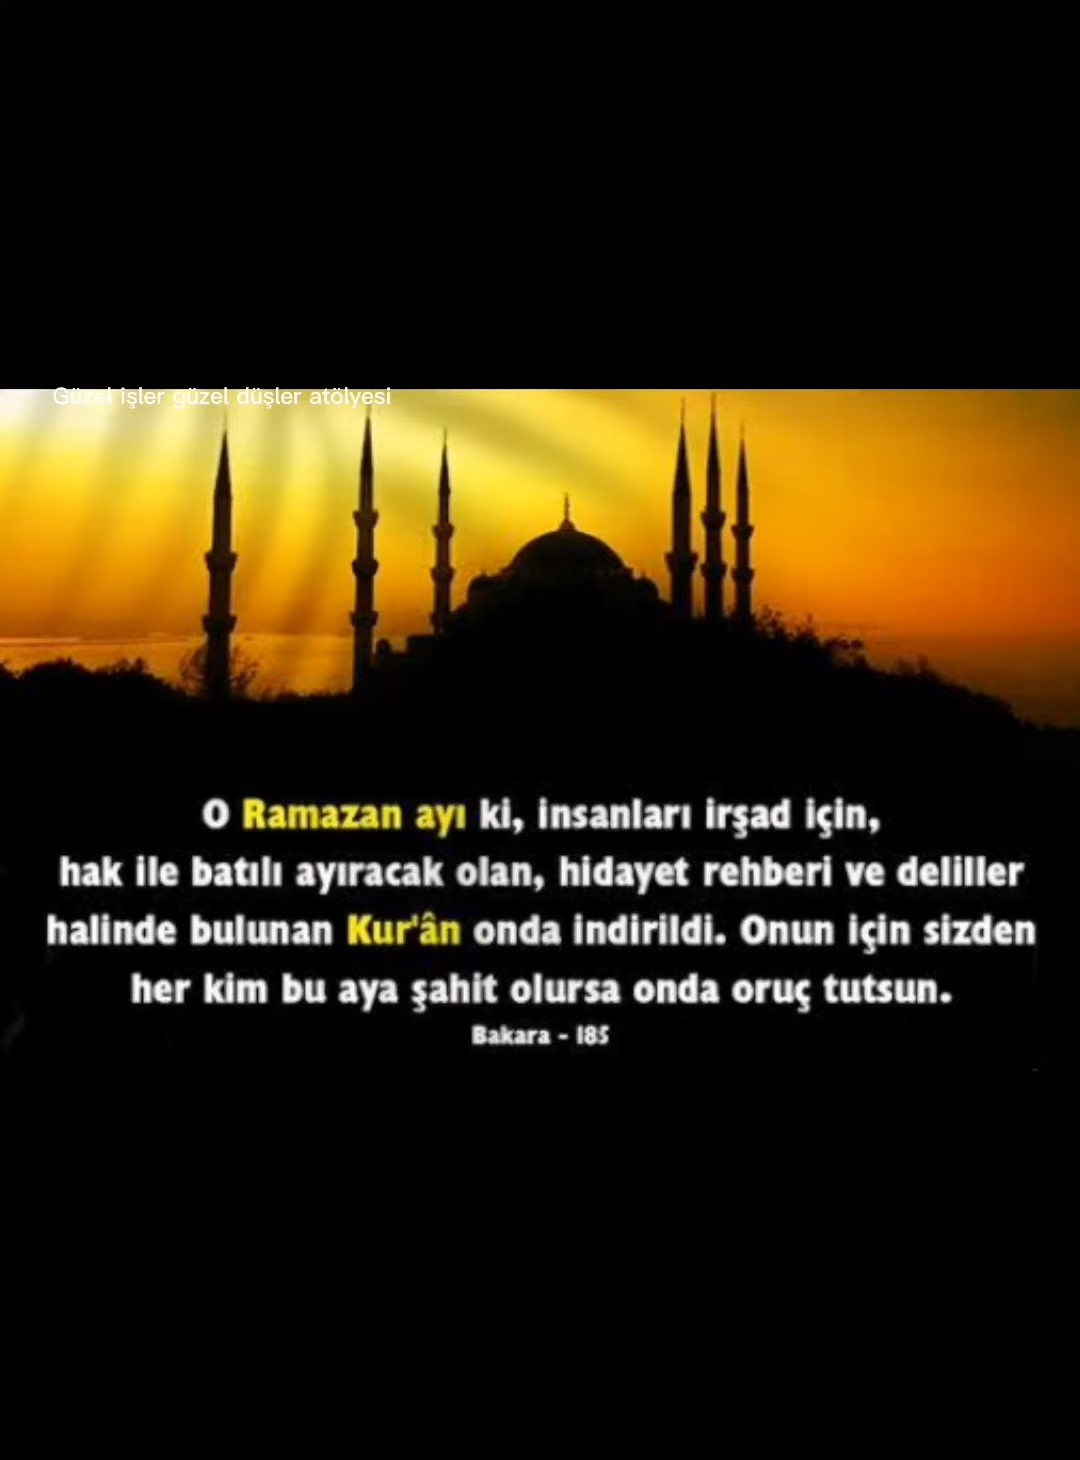 Güzel işler güzel düşler atölyesi
O Ramazan ayı ki, insanları irşad için,
hak ile batılı ayıracak olan, hidayet rehberi ve deliller
halinde bulunan Kur'ân onda indirildi. Onun için sizden
her kim bu aya şahit olursa onda oruç tutsun.
Bakara - 185